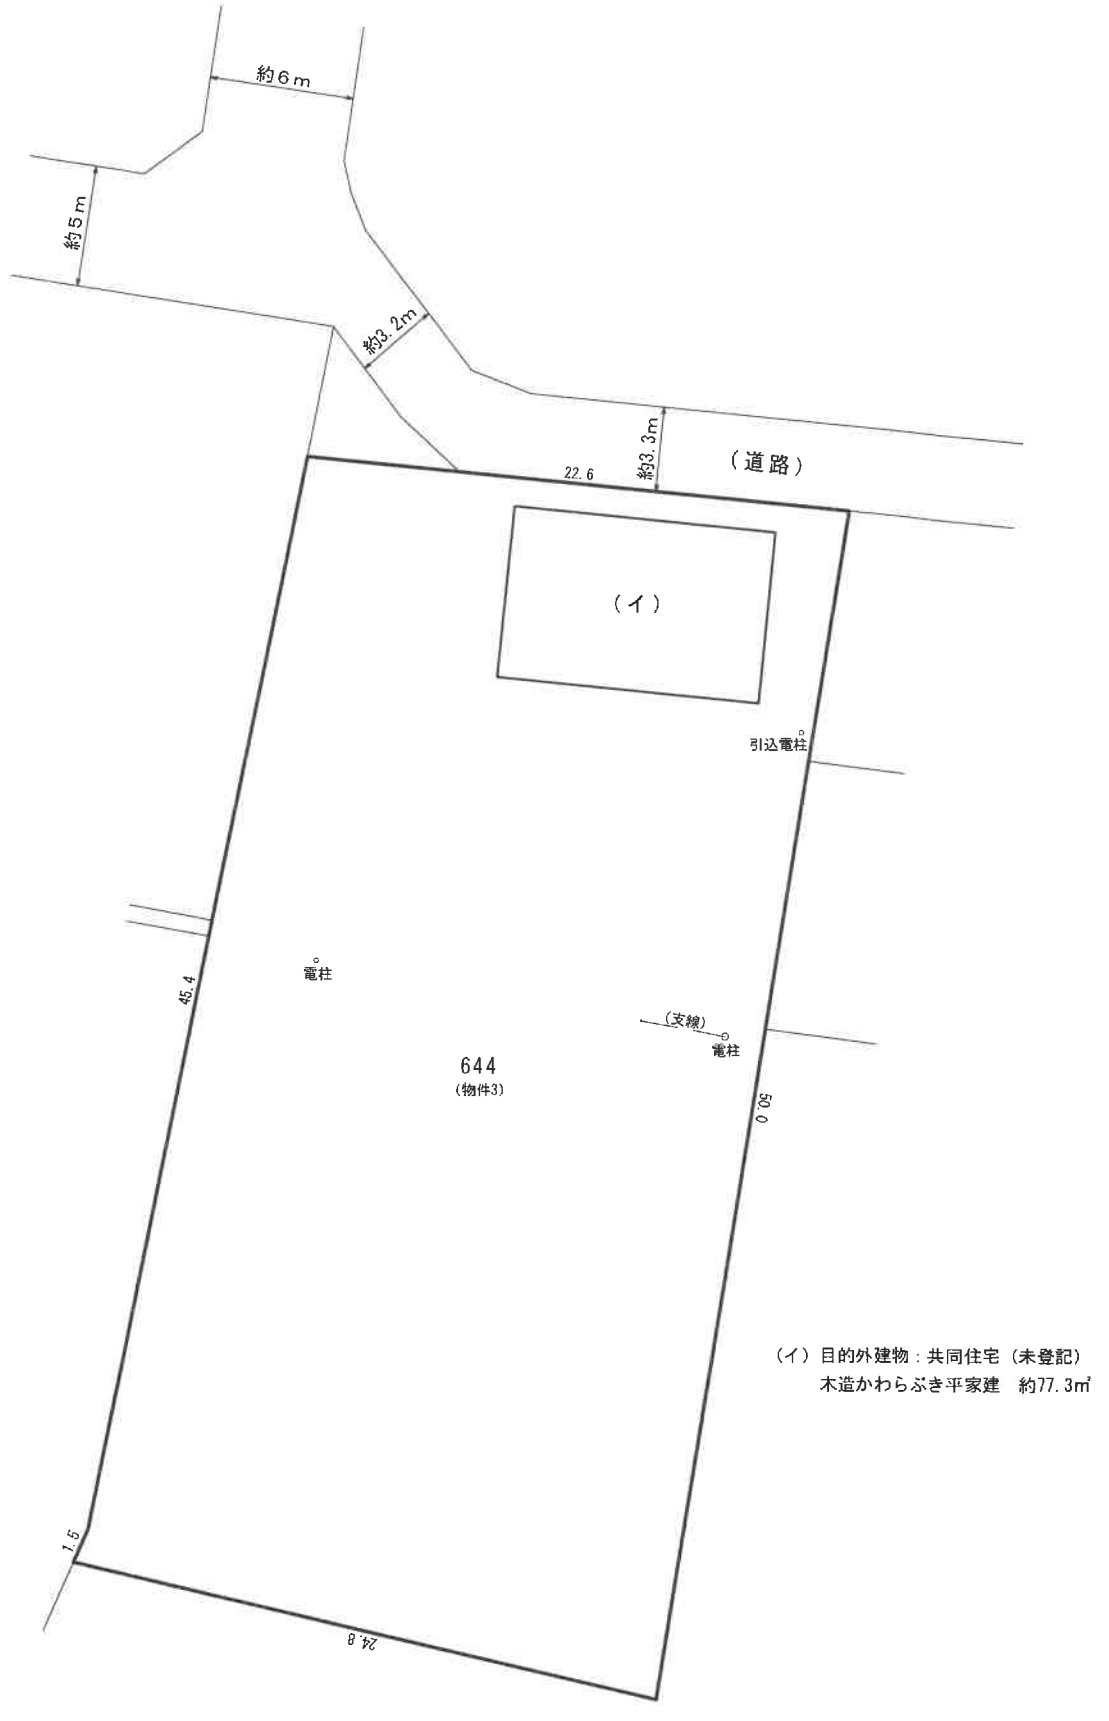 約6m
約5m
約3.2m
約3.3m
(道路)
22.6
(イ)
引込電柱
電柱
45.4
(支線)
電柱
644
(物件3)
50.0
(イ)目的外建物:共同住宅(未登記)
木造かわらぶき平家建 約77.3㎡
1.5
24.8